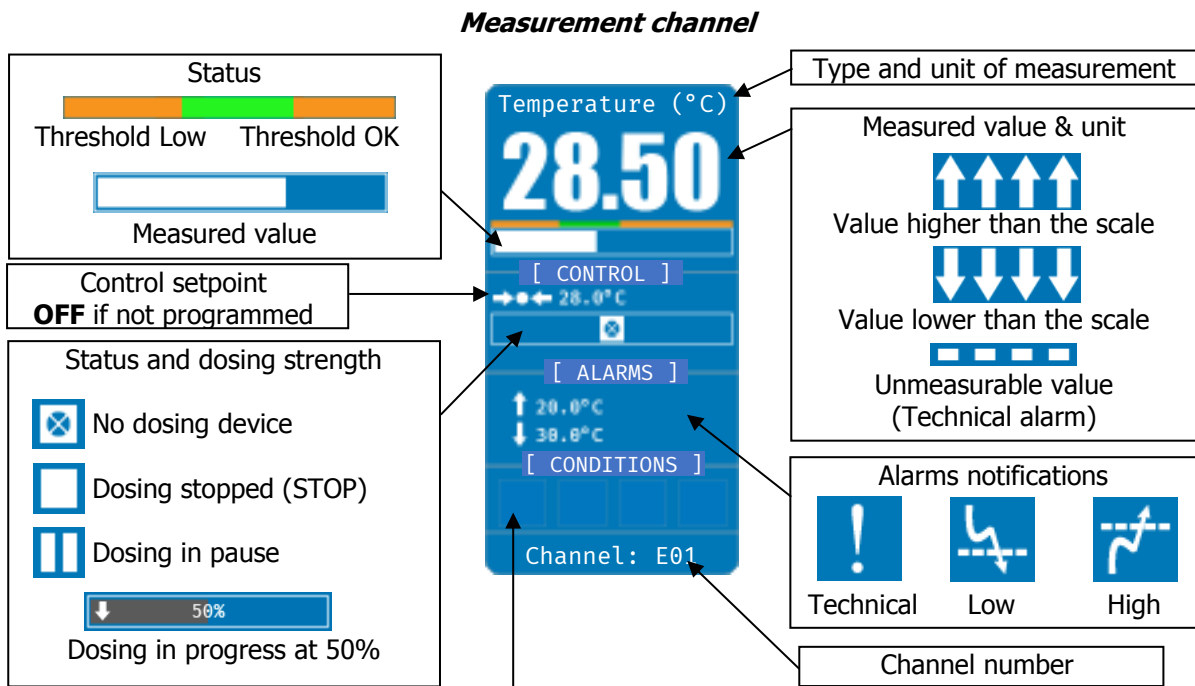 Measurement channel
Status
Threshold Low Threshold OK
Measured value
Control setpoint
OFF if not programmed
Status and dosing strength
No dosing device
Dosing stopped (STOP)
Dosing in pause
50%
Dosing in progress at 50%
Temperature (°C)
28.50
[ CONTROL ]
28.0°C
[ ALARMS ]
20.0°C
30.0°C
[ CONDITIONS ]
Channel: E01
Type and unit of measurement
Measured value & unit
Value higher than the scale
Value lower than the scale
Unmeasurable value
(Technical alarm)
Alarms notifications
Technical Low High
Channel number